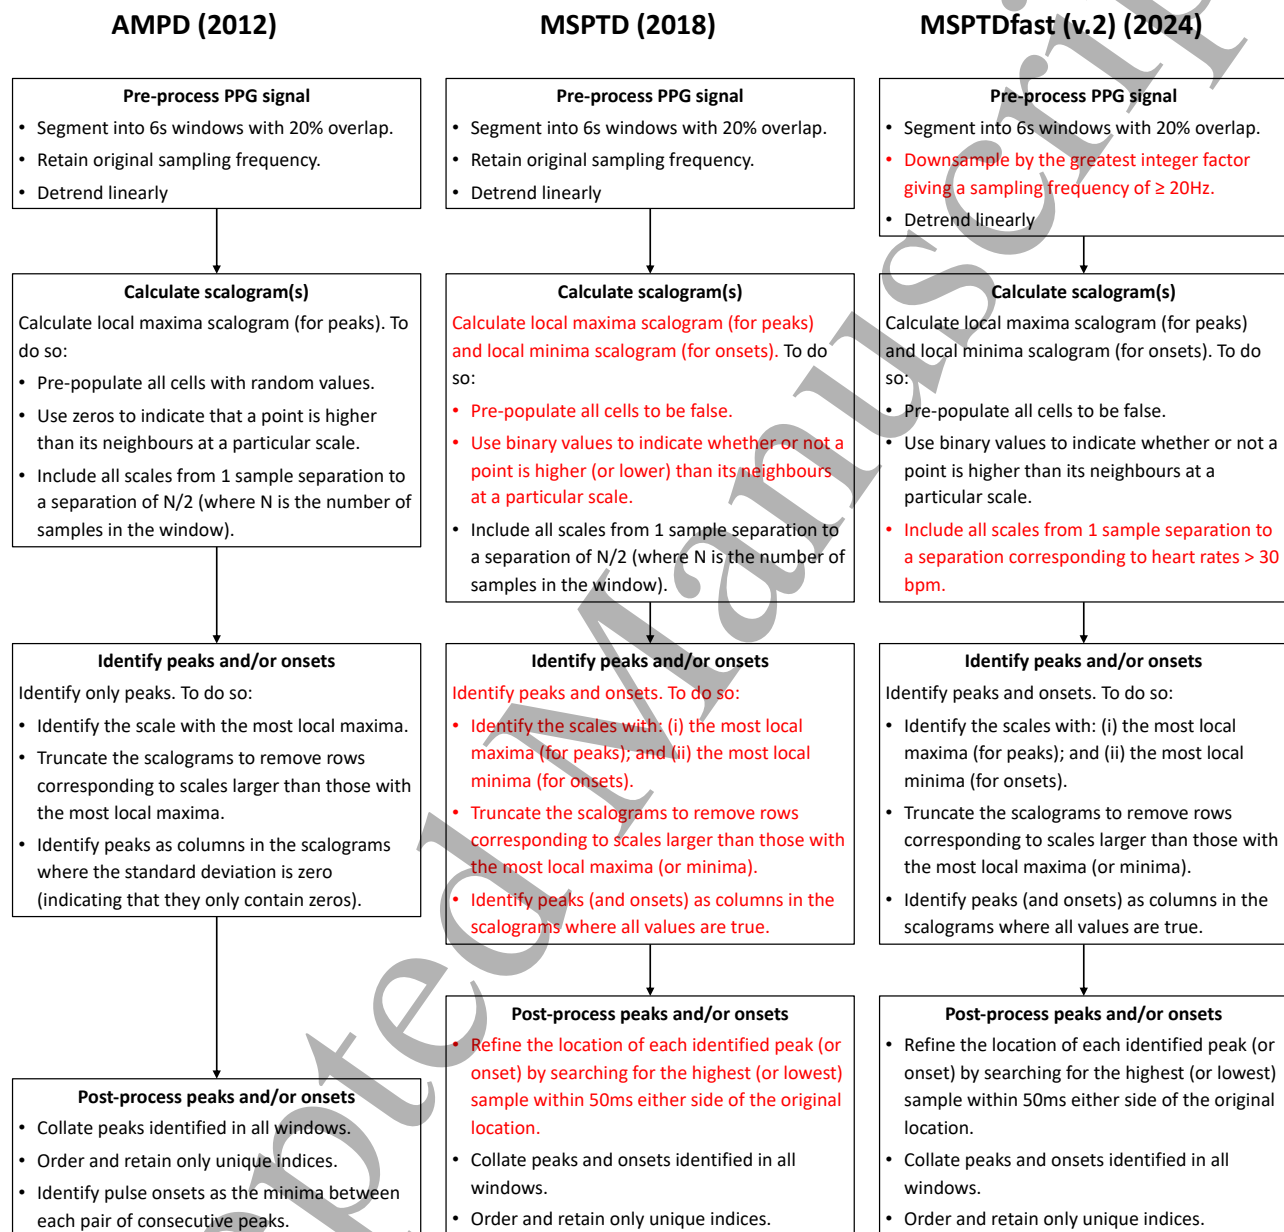 AMPD (2012)
Pre-process PPG signal
• Segment into 6s windows with 20% overlap.
• Retain original sampling frequency.
• Detrend linearly
Calculate scalogram(s)
Calculate local maxima scalogram (for peaks). To
do so:
• Pre-populate all cells with random values.
• Use zeros to indicate that a point is higher
than its neighbours at a particular scale.
• Include all scales from 1 sample separation to
a separation of N/2 (where N is the number of
samples in the window).
Identify peaks and/or onsets
Identify only peaks. To do so:
• Identify the scale with the most local maxima.
• Truncate the scalograms to remove rows
corresponding to scales larger than those with
the most local maxima.
• Identify peaks as columns in the scalograms
where the standard deviation is zero
(indicating that they only contain zeros).
Post-process peaks and/or onsets
• Collate peaks identified in all windows.
• Order and retain only unique indices.
• Identify pulse onsets as the minima between
each pair of consecutive peaks.
MSPTD (2018)
Pre-process PPG signal
• Segment into 6s windows with 20% overlap.
• Retain original sampling frequency.
• Detrend linearly
Calculate scalogram(s)
Calculate local maxima scalogram (for peaks)
and local minima scalogram (for onsets). To do
so:
• Pre-populate all cells to be false.
• Use binary values to indicate whether or not a
point is higher (or lower) than its neighbours
at a particular scale.
• Include all scales from 1 sample separation to
a separation of N/2 (where N is the number of
samples in the window).
Identify peaks and/or onsets
Identify peaks and onsets. To do so:
• Identify the scales with: (i) the most local
maxima (for peaks); and (ii) the most local
minima (for onsets).
• Truncate the scalograms to remove rows
corresponding to scales larger than those with
the most local maxima (or minima).
• Identify peaks (and onsets) as columns in the
scalograms where all values are true.
Post-process peaks and/or onsets
• Refine the location of each identified peak (or
onset) by searching for the highest (or lowest)
sample within 50ms either side of the original
location.
• Collate peaks and onsets identified in all
windows.
• Order and retain only unique indices.
MSPTDfast (v.2) (2024)
Pre-process PPG signal
• Segment into 6s windows with 20% overlap.
• Downsample by the greatest integer factor
giving a sampling frequency of ≥ 20Hz.
• Detrend linearly
Calculate scalogram(s)
Calculate local maxima scalogram (for peaks)
and local minima scalogram (for onsets). To do
so:
• Pre-populate all cells to be false.
• Use binary values to indicate whether or not a
point is higher than its neighbours at a
particular scale.
• Include all scales from 1 sample separation to
a separation corresponding to heart rates > 30
bpm.
Identify peaks and/or onsets
Identify peaks and onsets. To do so:
• Identify the scales with: (i) the most local
maxima (for peaks); and (ii) the most local
minima (for onsets).
• Truncate the scalograms to remove rows
corresponding to scales larger than those with
the most local maxima (or minima).
• Identify peaks (and onsets) as columns in the
scalograms where all values are true.
Post-process peaks and/or onsets
• Refine the location of each identified peak (or
onset) by searching for the highest (or lowest)
sample within 50ms either side of the original
location.
• Collate peaks and onsets identified in all
windows.
• Order and retain only unique indices.
pted Manuscrip